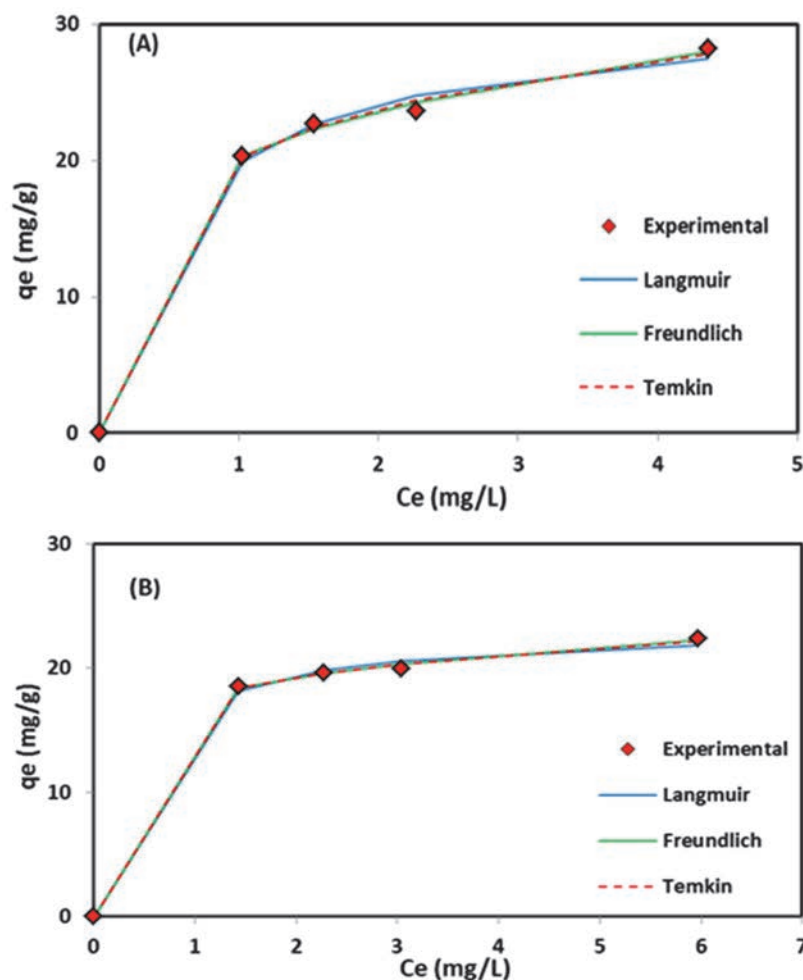 (A)
30
20
10
0
qe (mg/g)
Experimental
Langmuir
Freundlich
Temkin
0 1 2 3 4 5
Ce (mg/L)
(B)
30
20
10
0
qe (mg/g)
Experimental
Langmuir
Freundlich
Temkin
0 1 2 3 4 5 6 7
Ce (mg/L)